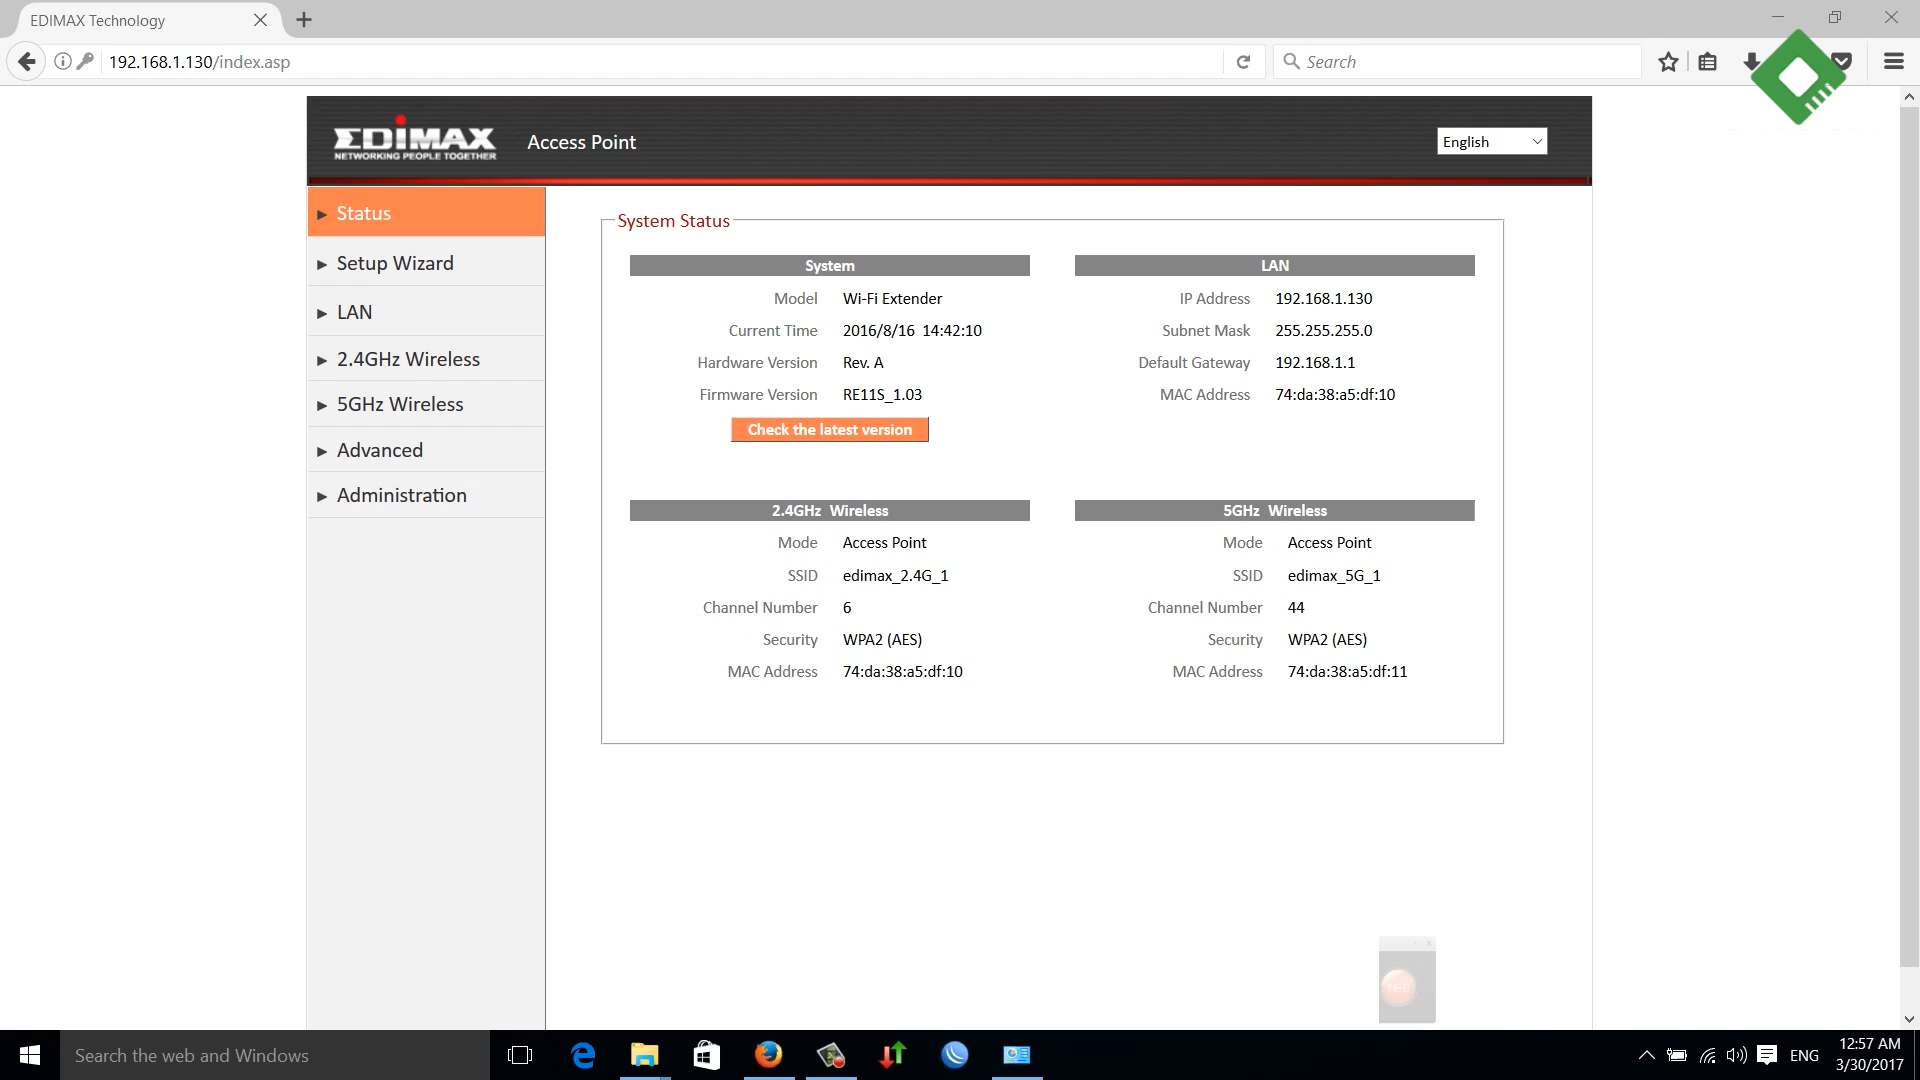 EDIMAX Technology
192.168.1.130/index.asp
Search
EDIMAX
NETWORKING PEOPLE TOGETHER
Access Point
English
Status
Setup Wizard
LAN
2.4GHz Wireless
5GHz Wireless
Advanced
Administration
System Status
System
Model Wi-Fi Extender
Current Time 2016/8/16 14:42:10
Hardware Version Rev. A
Firmware Version RE11S_1.03
Check the latest version
LAN
IP Address 192.168.1.130
Subnet Mask 255.255.255.0
Default Gateway 192.168.1.1
MAC Address 74:da:38:a5:df:10
2.4GHz Wireless
Mode Access Point
SSID edimax_2.4G_1
Channel Number 6
Security WPA2 (AES)
MAC Address 74:da:38:a5:df:10
5GHz Wireless
Mode Access Point
SSID edimax_5G_1
Channel Number 44
Security WPA2 (AES)
MAC Address 74:da:38:a5:df:11
rec
Search the web and Windows
ENG
12:57 AM
3/30/2017